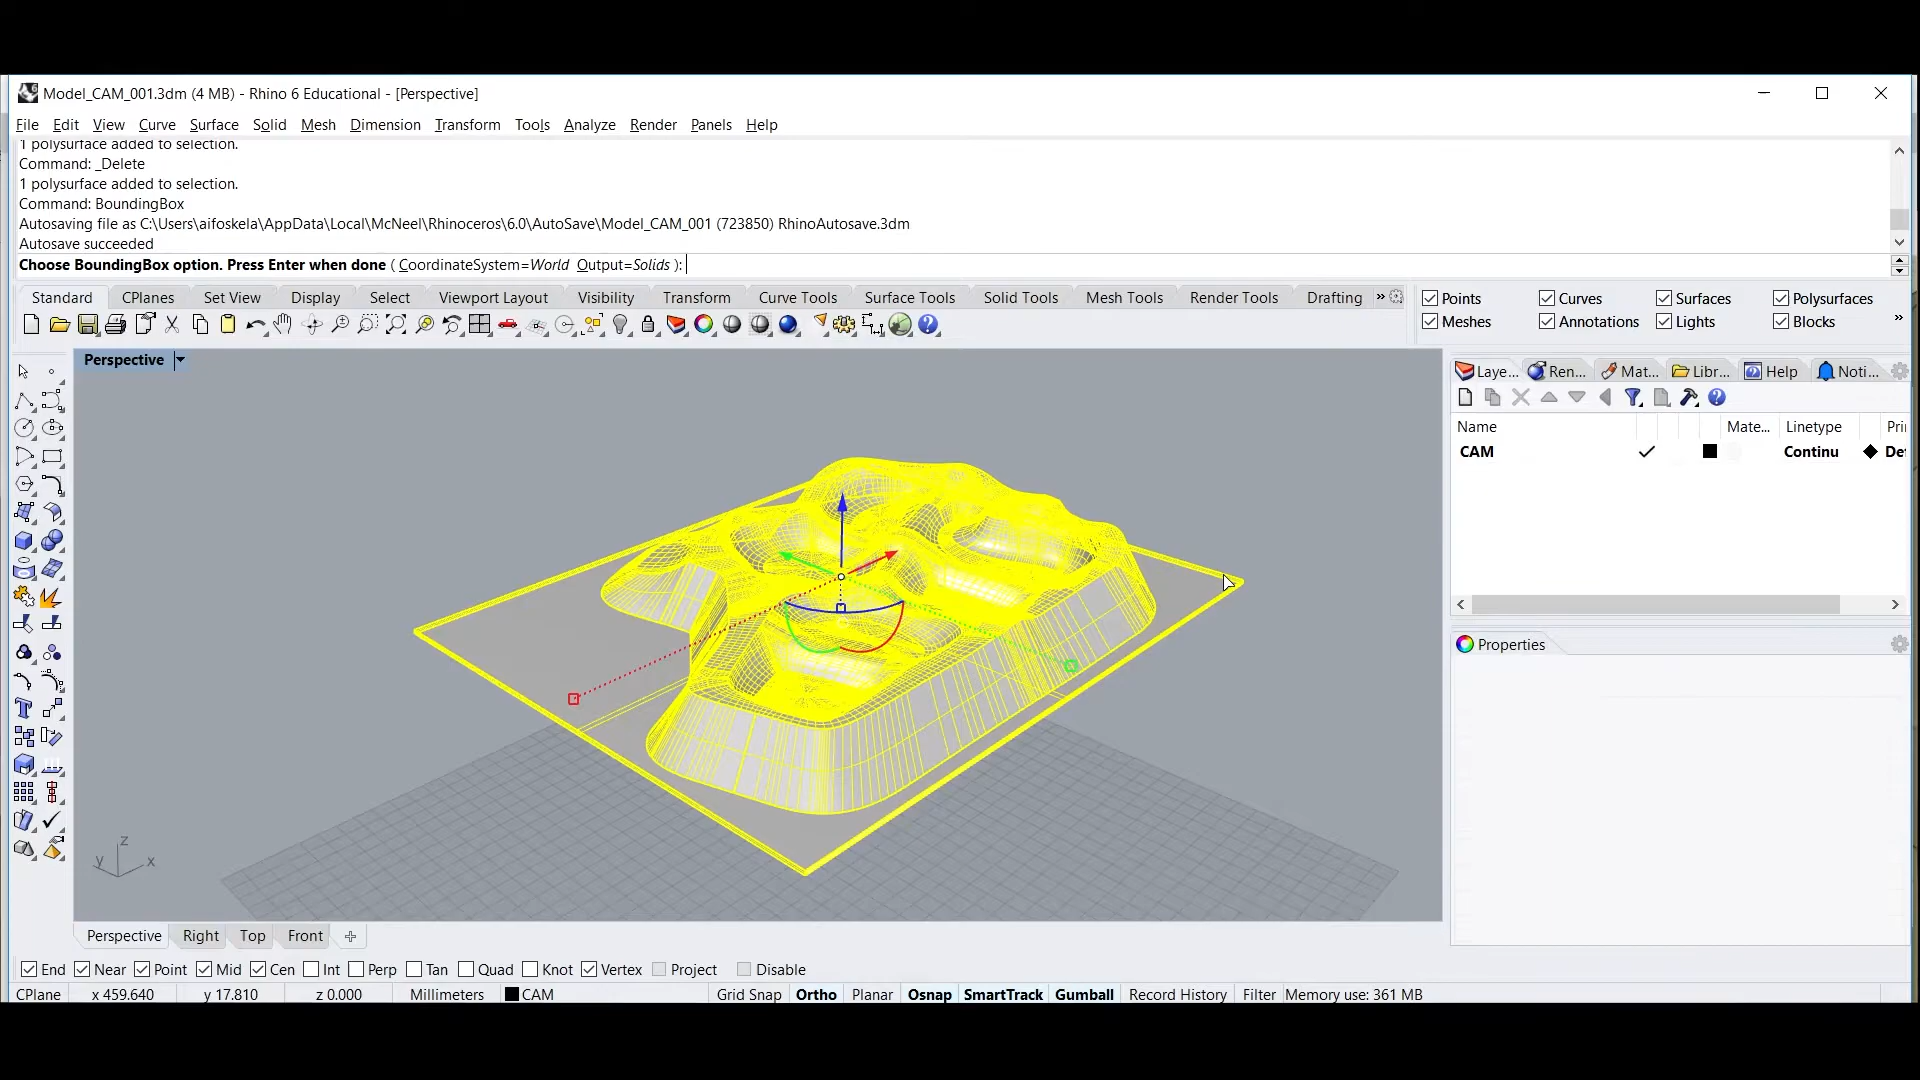 Model_CAM_001.3dm (4 MB) - Rhino 6 Educational - [Perspective]
File Edit View Curve Surface Solid Mesh Dimension Transform Tools Analyze Render Panels Help
1 polysurface added to selection.
Command: _Delete
1 polysurface added to selection.
Command: BoundingBox
Autosaving file as C:\Users\aifoskela\AppData\Local\McNeel\Rhinoceros\6.0\AutoSave\Model_CAM_001 (723850) RhinoAutosave.3dm
Autosave succeeded
Choose BoundingBox option. Press Enter when done ( CoordinateSystem=World Output=Solids ):
Standard CPlanes Set View Display Select Viewport Layout Visibility Transform Curve Tools Surface Tools Solid Tools Mesh Tools Render Tools Drafting »
Points Curves Surfaces Polysurfaces
Meshes Annotations Lights Blocks »
Perspective
Laye... Ren... Mat... Libr... Help Noti...
Name Mate... Linetype Pri
CAM Continu De
Properties
z
y x
Perspective Right Top Front
End Near Point Mid Cen Int Perp Tan Quad Knot Vertex Project Disable
CPlane x 459.640 y 17.810 z 0.000 Millimeters CAM Grid Snap Ortho Planar Osnap SmartTrack Gumball Record History Filter Memory use: 361 MB